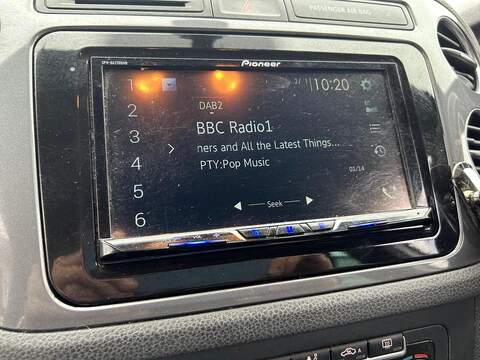 PASSENGER AIR BAG
Pioneer
1
10:20
DAB2
2
BBC Radio1
3
ners and All the Latest Things...
4
PTY:Pop Music
5
01/14
Seek
6
A